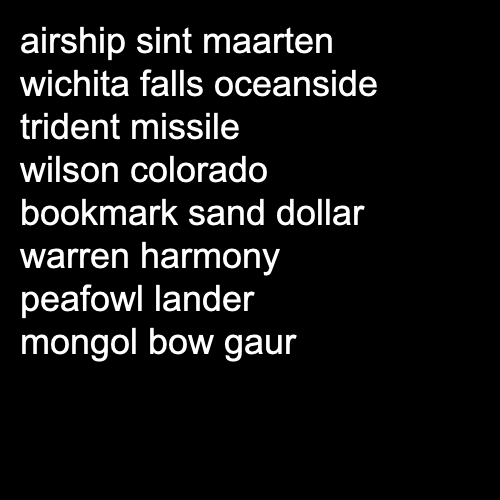 airship sint maarten
wichita falls oceanside
trident missile
wilson colorado
bookmark sand dollar
warren harmony
peafowl lander
mongol bow gaur